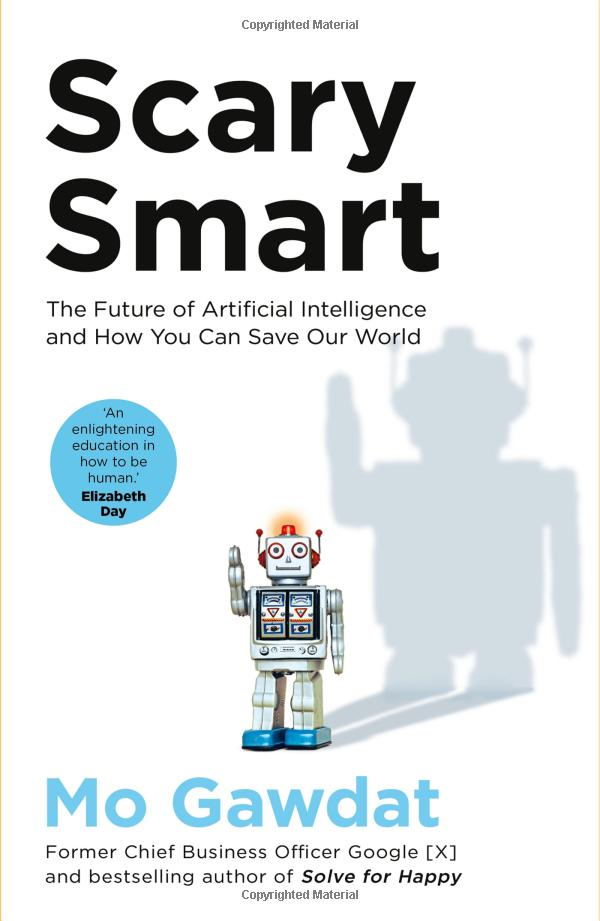 Copyrighted Material
Scary
Smart
The Future of Artificial Intelligence
and How You Can Save Our World
‘An
enlightening
education in
how to be
human.’
Elizabeth
Day
Mo Gawdat
Former Chief Business Officer Google [X]
and bestselling author of Solve for Happy
Copyrighted Material